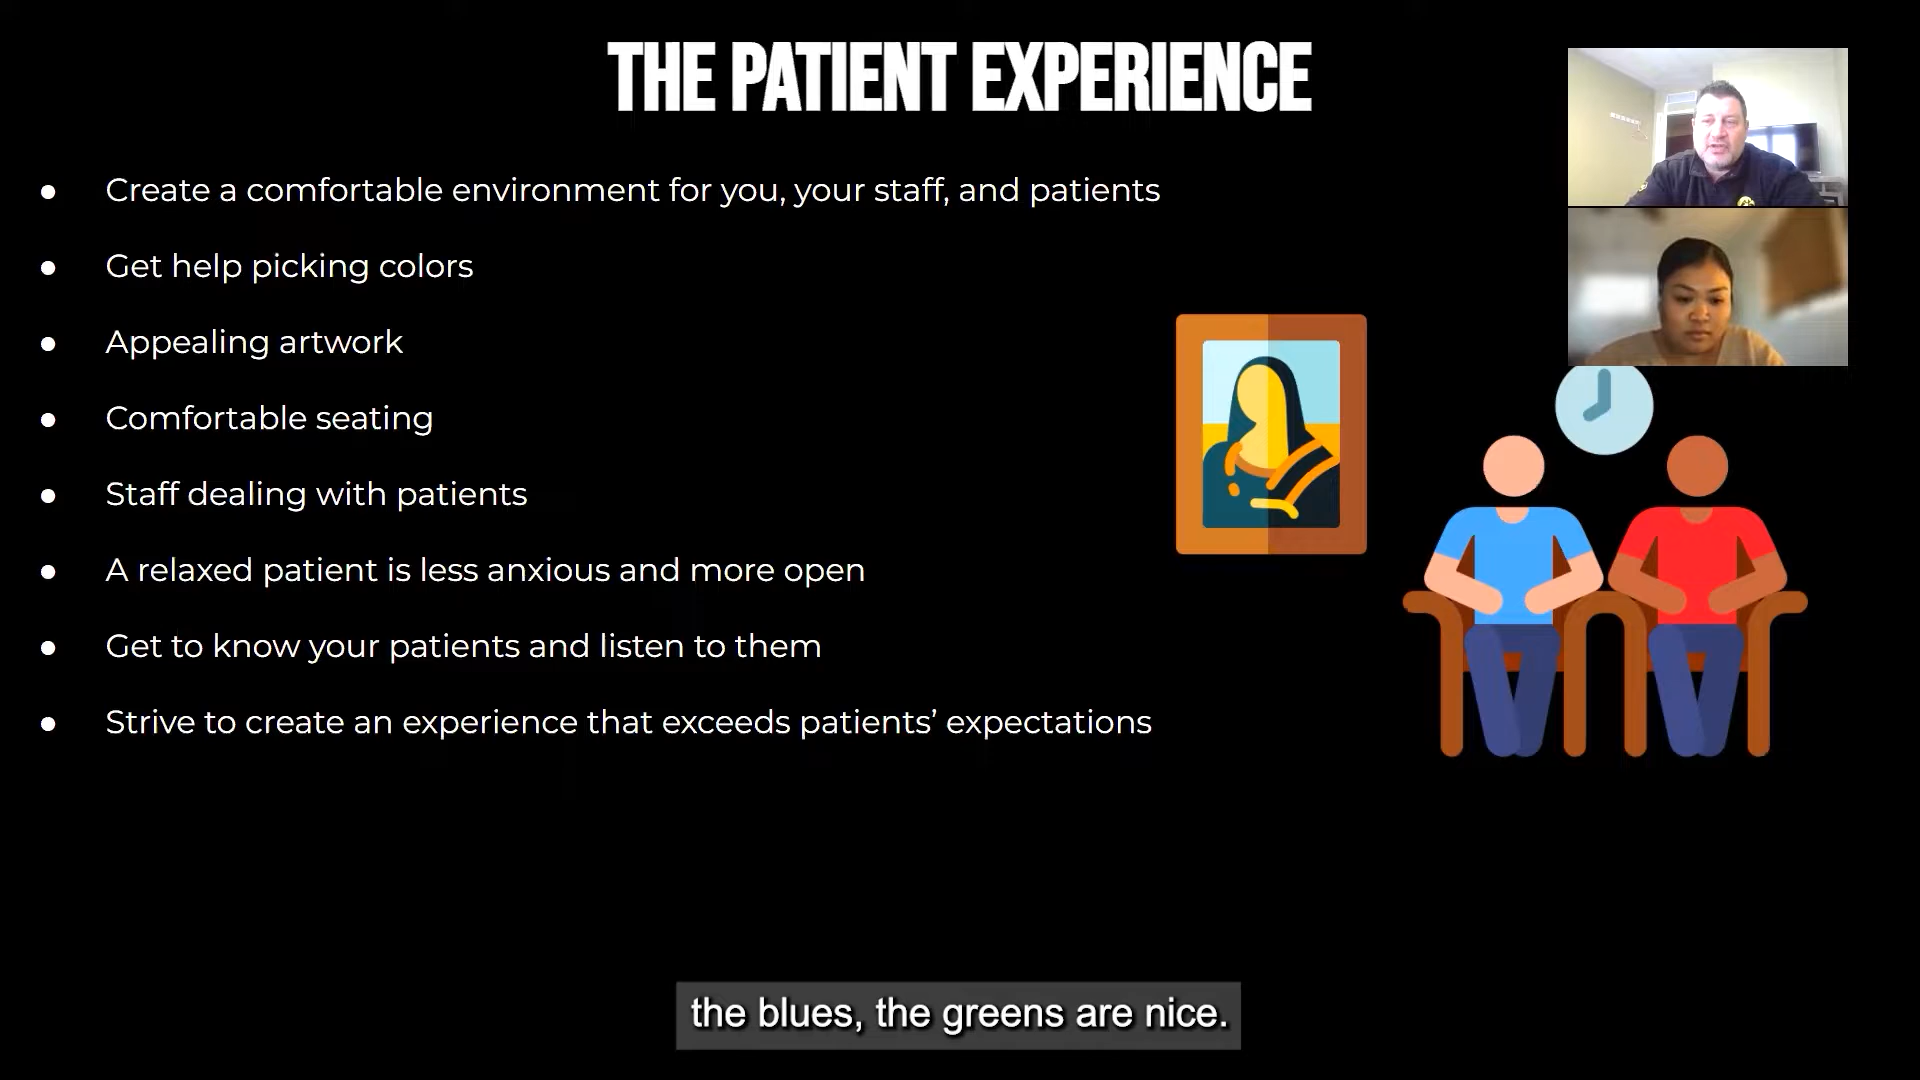 THE PATIENT EXPERIENCE
● Create a comfortable environment for you, your staff, and patients
● Get help picking colors
● Appealing artwork
● Comfortable seating
● Staff dealing with patients
● A relaxed patient is less anxious and more open
● Get to know your patients and listen to them
● Strive to create an experience that exceeds patients’ expectations
the blues, the greens are nice.